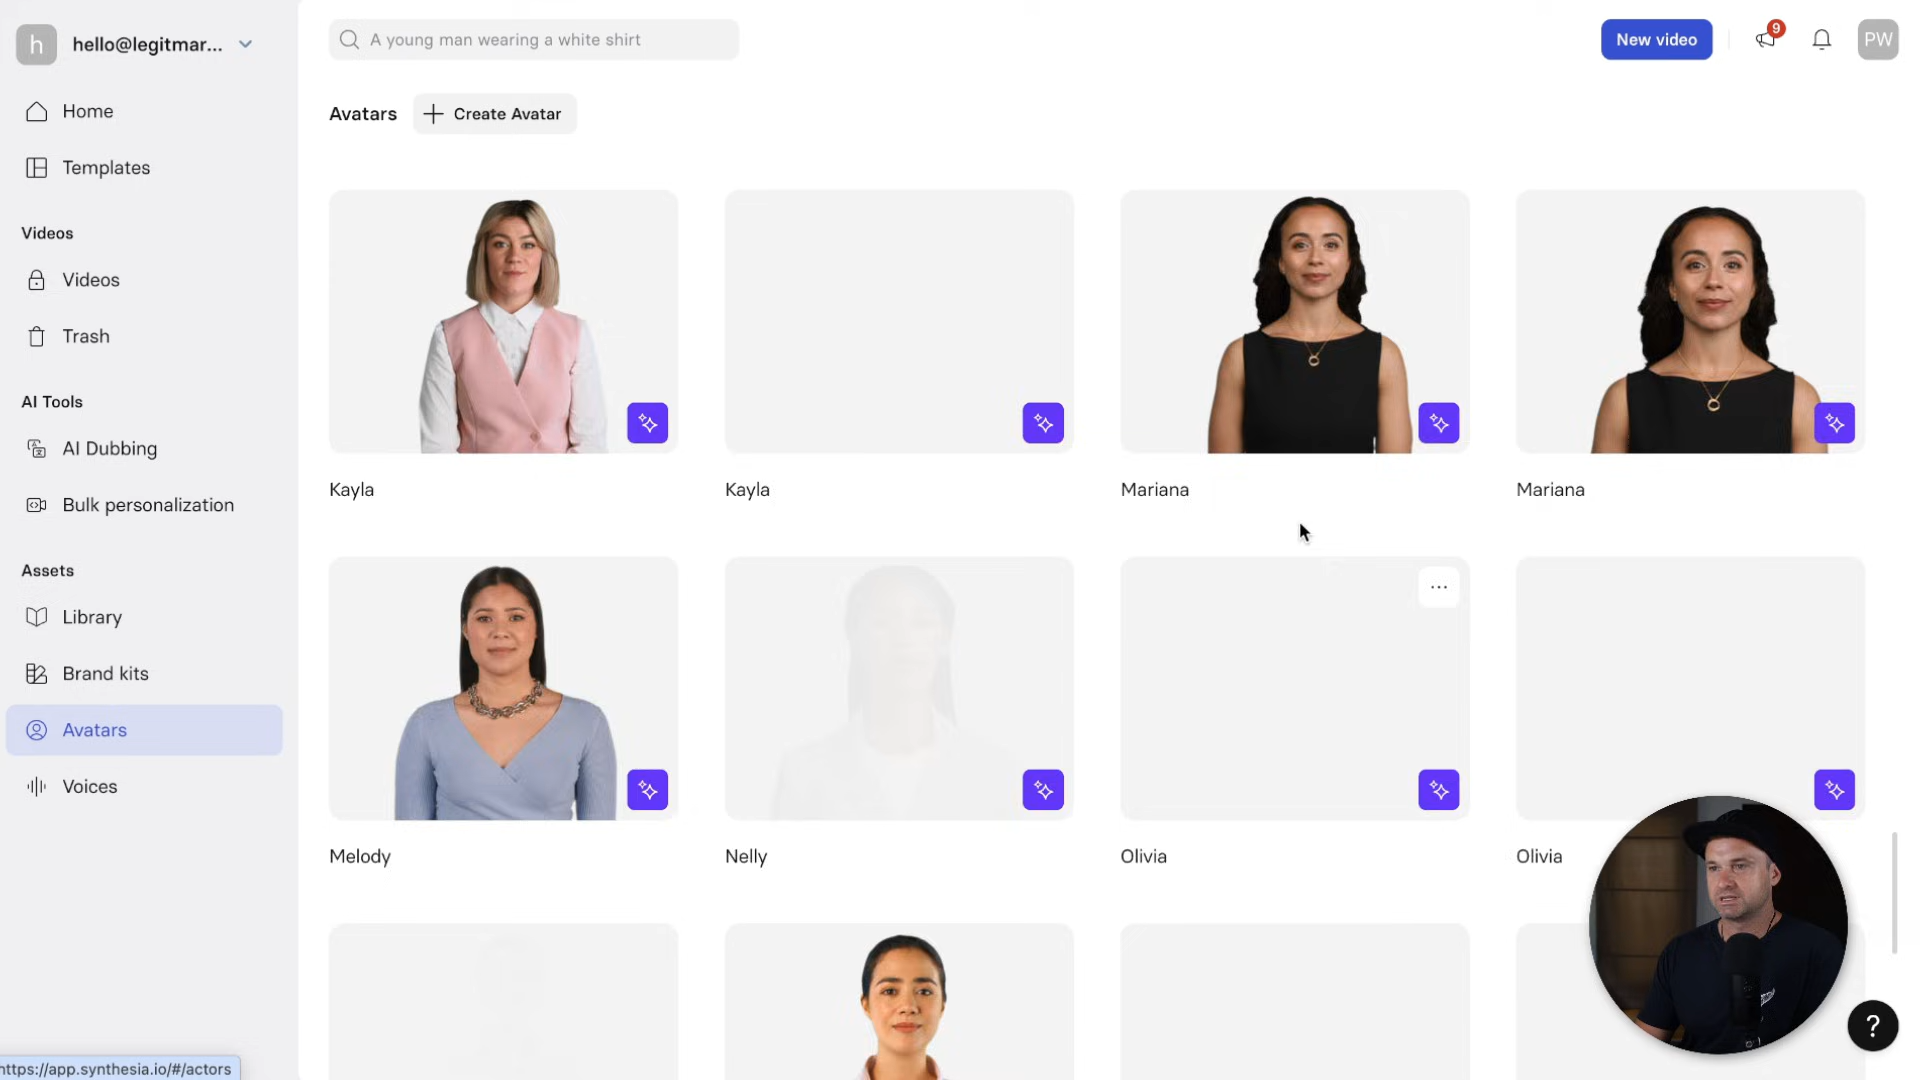 h hello@legitmar...
A young man wearing a white shirt
New video
9
PW
Home
Templates
Videos
Videos
Trash
AI Tools
AI Dubbing
Bulk personalization
Assets
Library
Brand kits
Avatars
Voices
Avatars
Create Avatar
Kayla
Kayla
Mariana
Mariana
Melody
Nelly
Olivia
Olivia
?
https://app.synthesia.io/#/actors